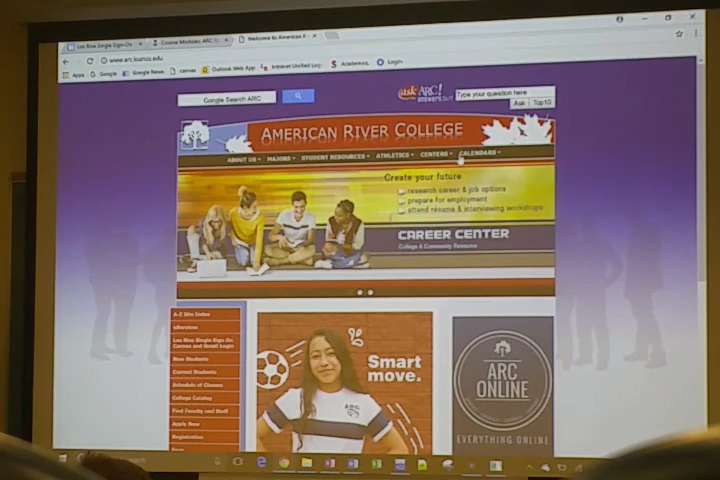 Los Rios Single Sign-On
Course Modules: ARC
Welcome to American R
www.arc.losrios.edu
Apps
Google
Google News
canvas
Outlook Web App
Intranet Unified Log
Academics,
Login
Google Search ARC
ask ARC!
answers 24/7
Type your question here
Ask
Top10
AMERICAN RIVER COLLEGE
ABOUT US
MAJORS
STUDENT RESOURCES
ATHLETICS
CENTERS
CALENDARS
Create your future
research career & job options
prepare for employment
attend résumé & interviewing workshops
CAREER CENTER
College & Community Resource
A-Z Site Index
eServices
Los Rios Single Sign On
Canvas and Gmail Login
New Students
Current Students
Schedule of Classes
College Catalog
Find Faculty and Staff
Apply Now
Registration
Smart
move.
ARC
ARC
ONLINE
EVERYTHING ONLINE